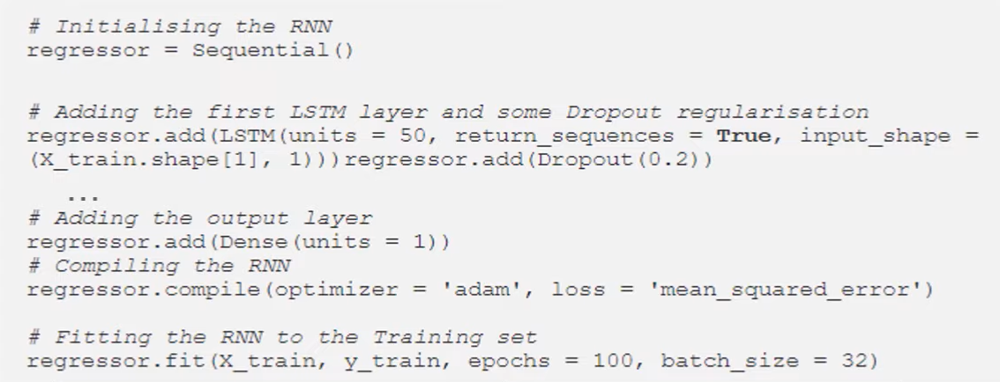 # Initialising the RNN
regressor = Sequential()
# Adding the first LSTM layer and some Dropout regularisation
regressor.add(LSTM(units = 50, return_sequences = True, input_shape =
(X_train.shape[1], 1)))regressor.add(Dropout(0.2))
...
# Adding the output layer
regressor.add(Dense(units = 1))
# Compiling the RNN
regressor.compile(optimizer = 'adam', loss = 'mean_squared_error')
# Fitting the RNN to the Training set
regressor.fit(X_train, y_train, epochs = 100, batch_size = 32)